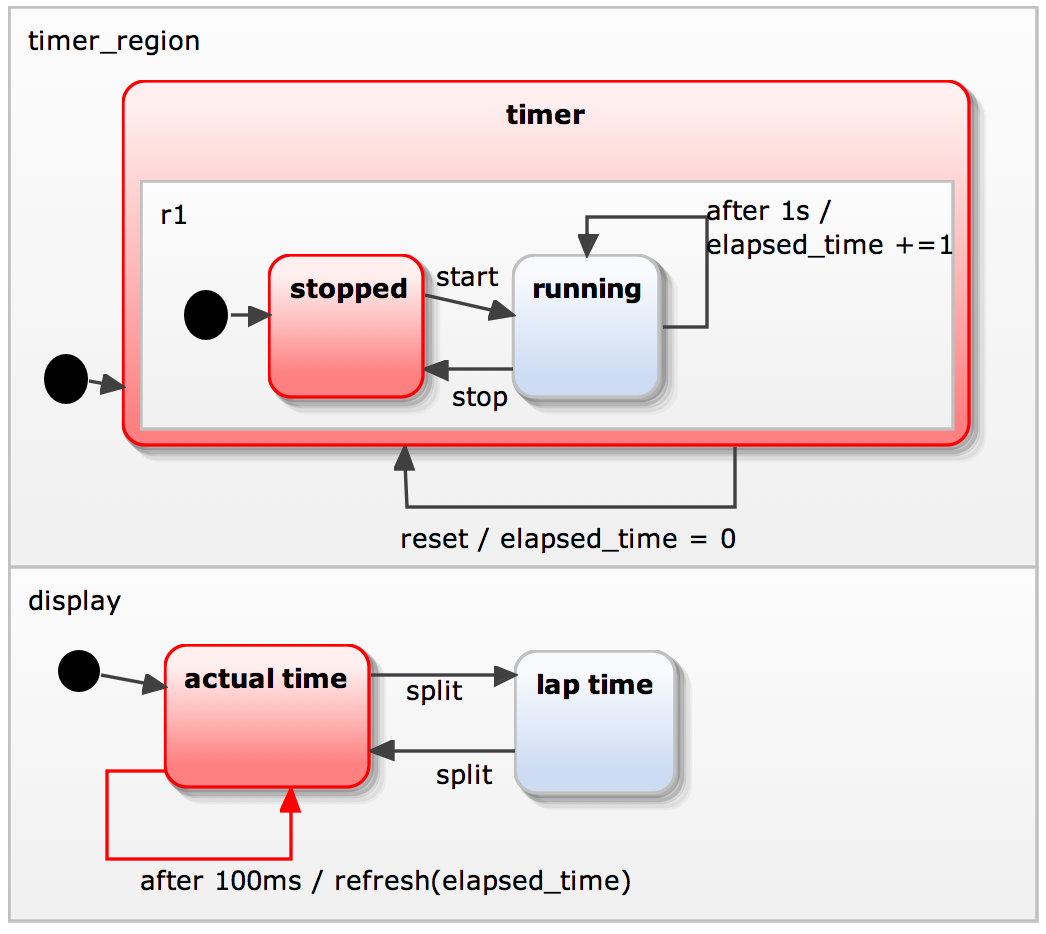 timer_region
timer
r1
after 1s /
elapsed_time +=1
stopped
start
running
stop
reset / elapsed_time = 0
display
actual time
split
lap time
split
after 100ms / refresh(elapsed_time)